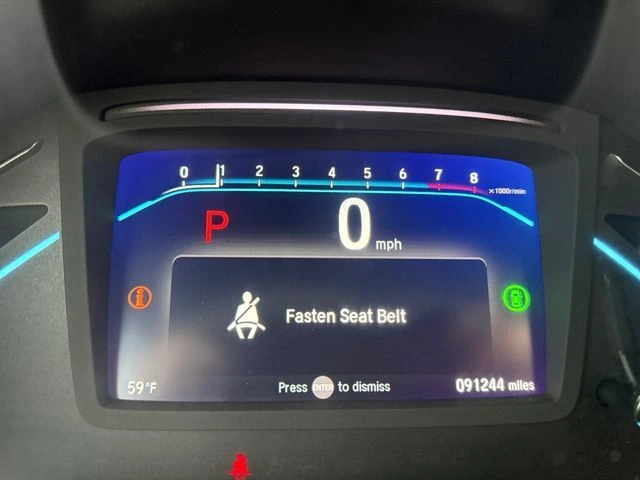 0 1 2 3 4 5 6 7 8 x1000r/min
P 0 mph
Fasten Seat Belt
59°F Press ENTER to dismiss 091244 miles